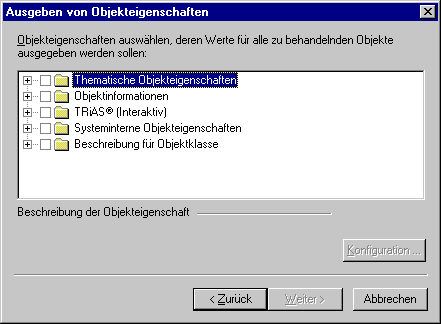 Ausgeben von Objekteigenschaften
Objekteigenschaften auswählen, deren Werte für alle zu behandelnden Objekte
ausgegeben werden sollen:
Thematische Objekteigenschaften
Objektinformationen
TRiAS® (Interaktiv)
Systeminterne Objekteigenschaften
Beschreibung für Objektklasse
Beschreibung der Objekteigenschaft
Konfiguration ...
< Zurück
Weiter >
Abbrechen